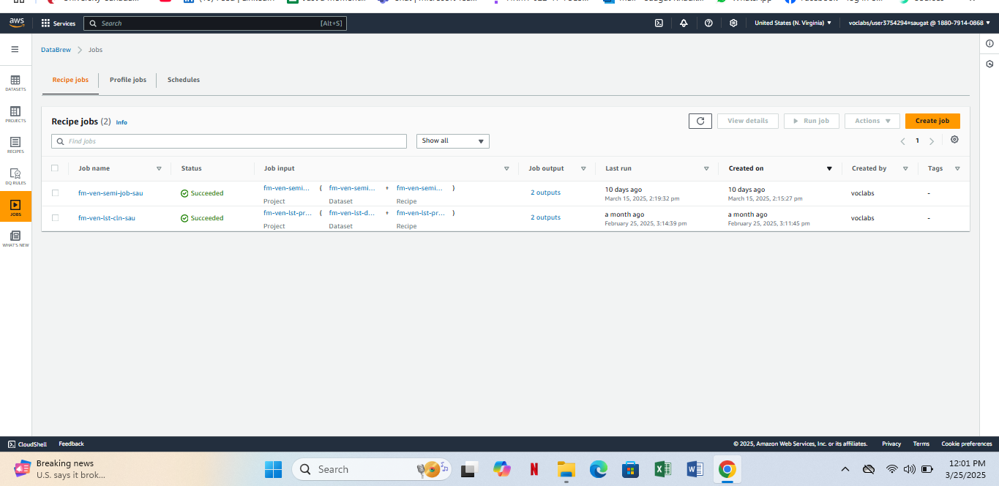 aws Services Search [Alt+S] United States (N. Virginia) ▼ voclabs/user3754294=saugat @ 1880-7914-0868 ▼
DataBrew > Jobs
Recipe jobs Profile jobs Schedules
DATASETS
PROJECTS
RECIPES
DQ RULES
JOBS
WHAT'S NEW
Recipe jobs (2) Info View details Run job Actions Create job
Find jobs Show all 1
Job name Status Job input Job output Last run Created on Created by Tags
fm-ven-semi-job-sau Succeeded fm-ven-semi... ( fm-ven-semi... + fm-ven-semi... ) 2 outputs 10 days ago 10 days ago voclabs -
Project Dataset Recipe March 15, 2025, 2:19:32 pm March 15, 2025, 2:15:27 pm
fm-ven-lst-cln-sau Succeeded fm-ven-lst-pr... ( fm-ven-lst-d... + fm-ven-lst-pr... ) 2 outputs a month ago a month ago voclabs -
Project Dataset Recipe February 25, 2025, 3:14:39 pm February 25, 2025, 3:11:45 pm
CloudShell Feedback © 2025, Amazon Web Services, Inc. or its affiliates. Privacy Terms Cookie preferences
Breaking news
U.S. says it brok...
Search
12:01 PM
3/25/2025